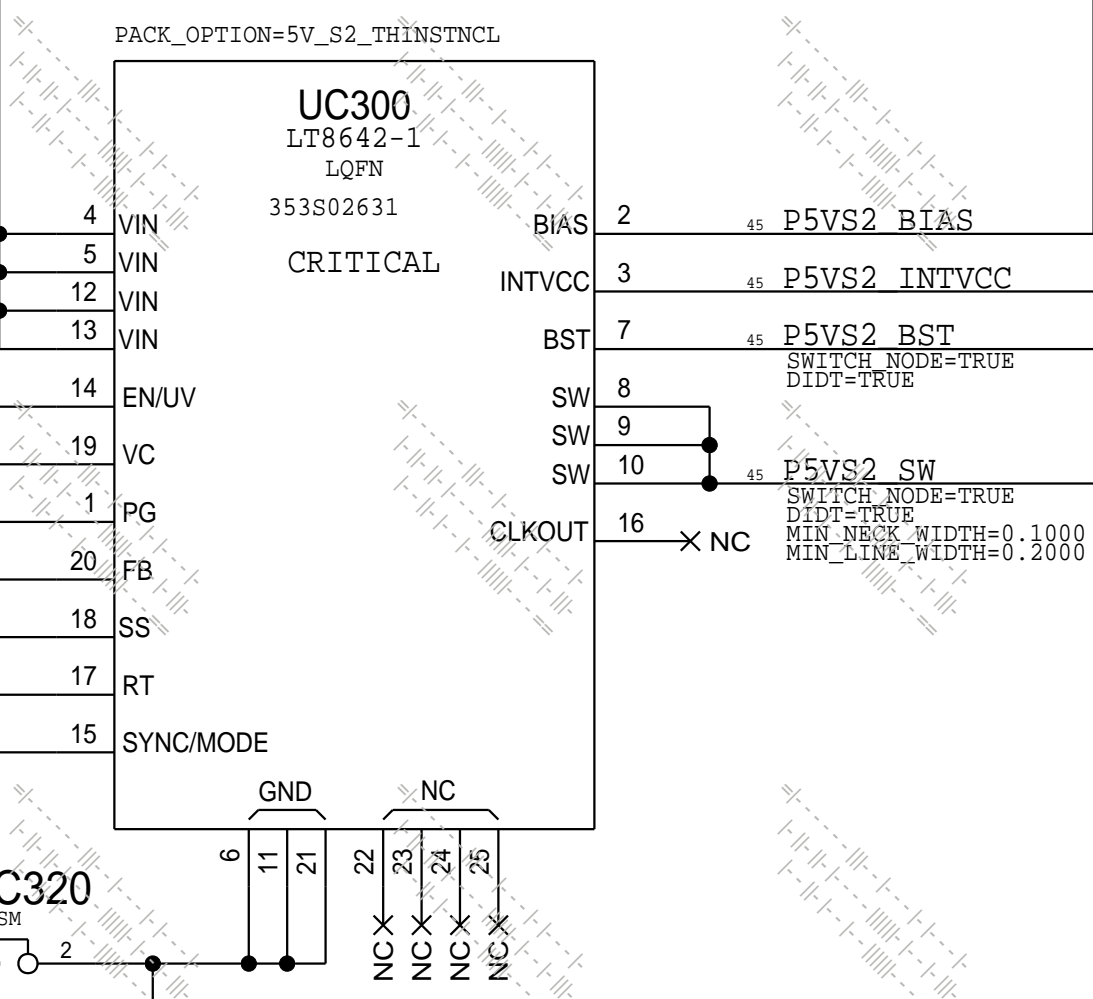 PACK_OPTION=5V_S2_THINSTNCL
UC300
LT8642-1
LQFN
353S02631
CRITICAL
4 VIN
5 VIN
12 VIN
13 VIN
14 EN/UV
19 VC
1 PG
20 FB
18 SS
17 RT
15 SYNC/MODE
BIAS 2 45 P5VS2_BIAS
INTVCC 3 45 P5VS2_INTVCC
BST 7 45 P5VS2_BST
SWITCH_NODE=TRUE
DIDT=TRUE
SW 8
SW 9
SW 10 45 P5VS2_SW
SWITCH_NODE=TRUE
DIDT=TRUE
MIN_NECK_WIDTH=0.1000
MIN_LINE_WIDTH=0.2000
CLKOUT 16 NC
GND NC
6 11 21 22 23 24 25
NC NC NC NC
C320
SM
2